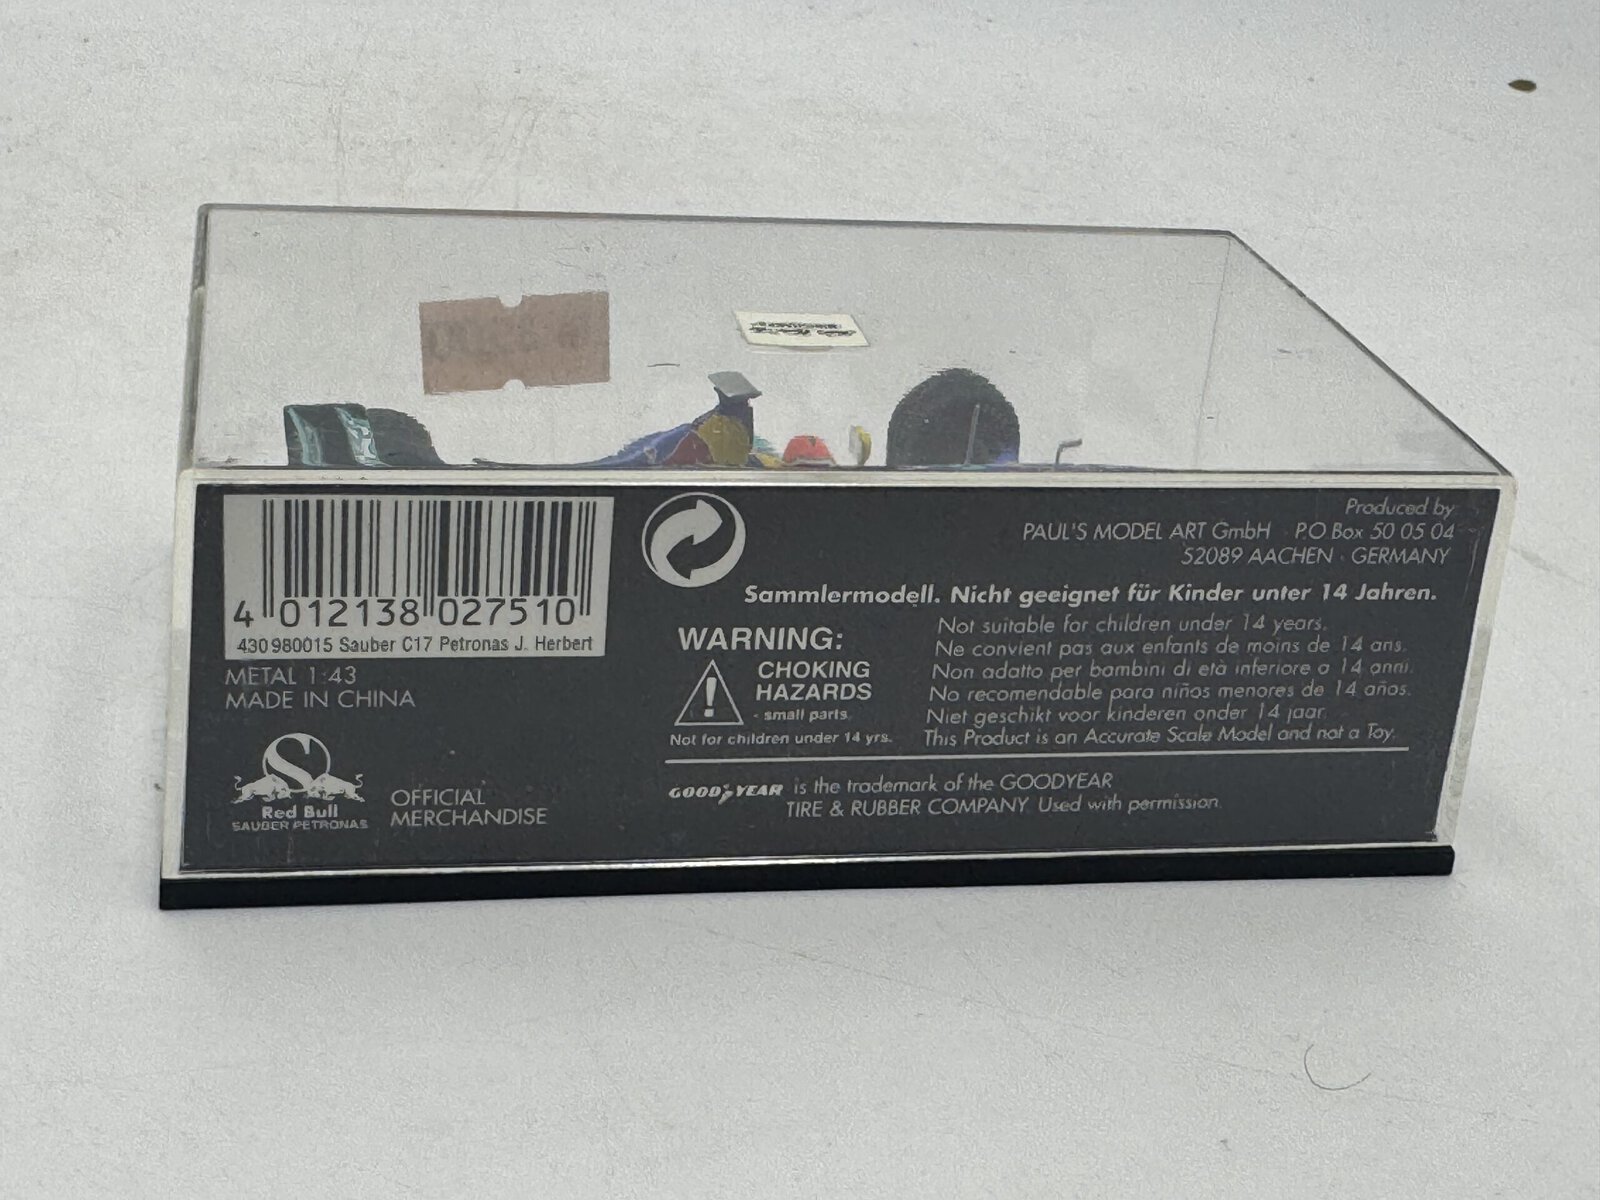 4 012138 027510
430 980015 Sauber C17 Petronas J. Herbert
METAL 1:43
MADE IN CHINA
S
Red Bull
SAUBER PETRONAS
OFFICIAL
MERCHANDISE
Produced by:
PAUL'S MODEL ART GmbH · P.O. Box 50 05 04
52089 AACHEN · GERMANY
Sammlermodell. Nicht geeignet für Kinder unter 14 Jahren.
WARNING:
CHOKING
HAZARDS
- small parts.
Not for children under 14 yrs.
Not suitable for children under 14 years.
Ne convient pas aux enfants de moins de 14 ans.
Non adatto per bambini di età inferiore a 14 anni.
No recomendable para niños menores de 14 años.
Niet geschikt voor kinderen onder 14 jaar.
This Product is an Accurate Scale Model and not a Toy.
GOODYEAR is the trademark of the GOODYEAR
TIRE & RUBBER COMPANY Used with permission.